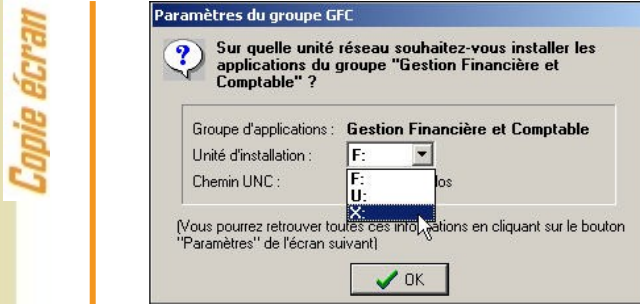 Copie écran
Paramètres du groupe GFC
Sur quelle unité réseau souhaitez-vous installer les
applications du groupe "Gestion Financière et
Comptable" ?
Groupe d'applications : Gestion Financière et Comptable
Unité d'installation : F:
Chemin UNC :
F:
U:
X:
(Vous pourrez retrouver toutes ces informations en cliquant sur le bouton
"Paramètres" de l'écran suivant)
OK